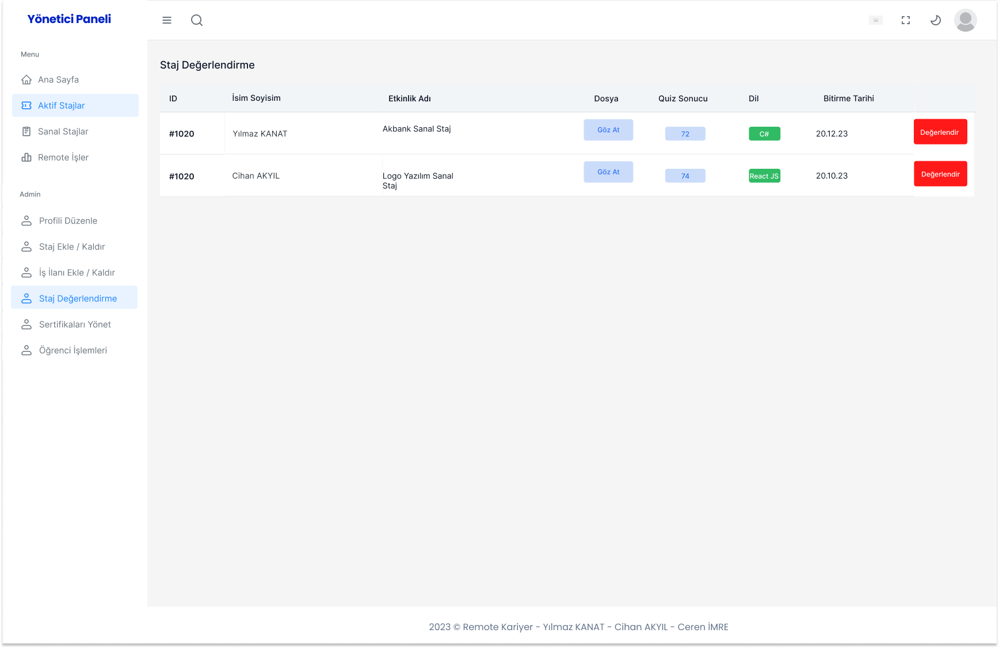 Yönetici Paneli
Menu
Ana Sayfa
Aktif Stajlar
Sanal Stajlar
Remote İşler
Admin
Profili Düzenle
Staj Ekle / Kaldır
İş İlanı Ekle / Kaldır
Staj Değerlendirme
Sertifikaları Yönet
Öğrenci İşlemleri
Staj Değerlendirme
ID İsim Soyisim Etkinlik Adı Dosya Quiz Sonucu Dil Bitirme Tarihi
#1020 Yılmaz KANAT Akbank Sanal Staj Göz At 72 C# 20.12.23 Değerlendir
#1020 Cihan AKYIL Logo Yazılım Sanal Göz At 74 React JS 20.10.23 Değerlendir
Staj
2023 © Remote Kariyer - Yılmaz KANAT - Cihan AKYIL - Ceren İMRE